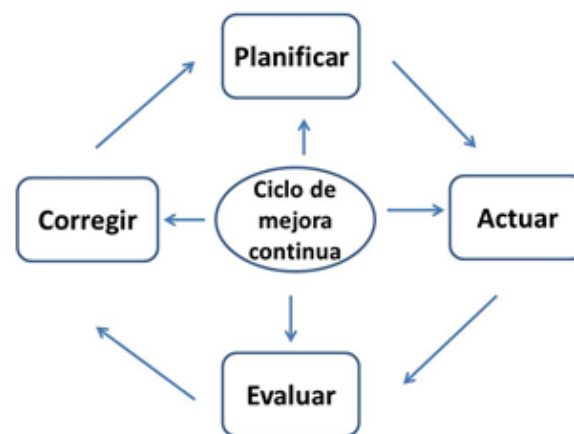 Planificar
Corregir
Ciclo de
mejora
continua
Actuar
Evaluar